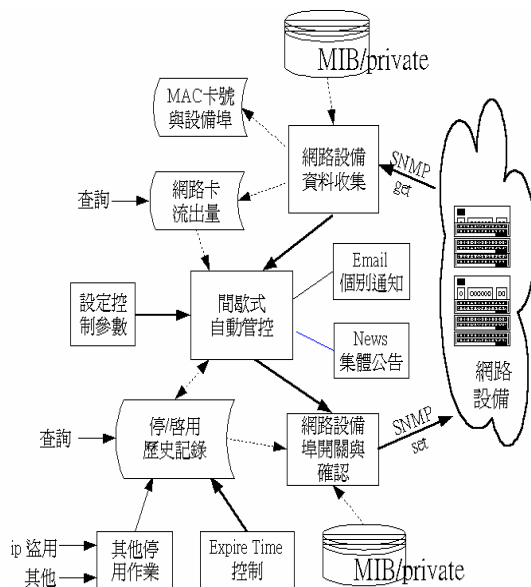 MIB/private
MAC卡號
與設備埠
網路設備
資料收集
SNMP
get
查詢
網路卡
流出量
Email
個別通知
設定控
制參數
間歇式
自動管控
News
集體公告
網路
設備
停/啓用
歷史記錄
查詢
網路設備
埠開關與
確認
SNMP
set
ip 盜用
其他
其他停
用作業
Expire Time
控制
MIB/private